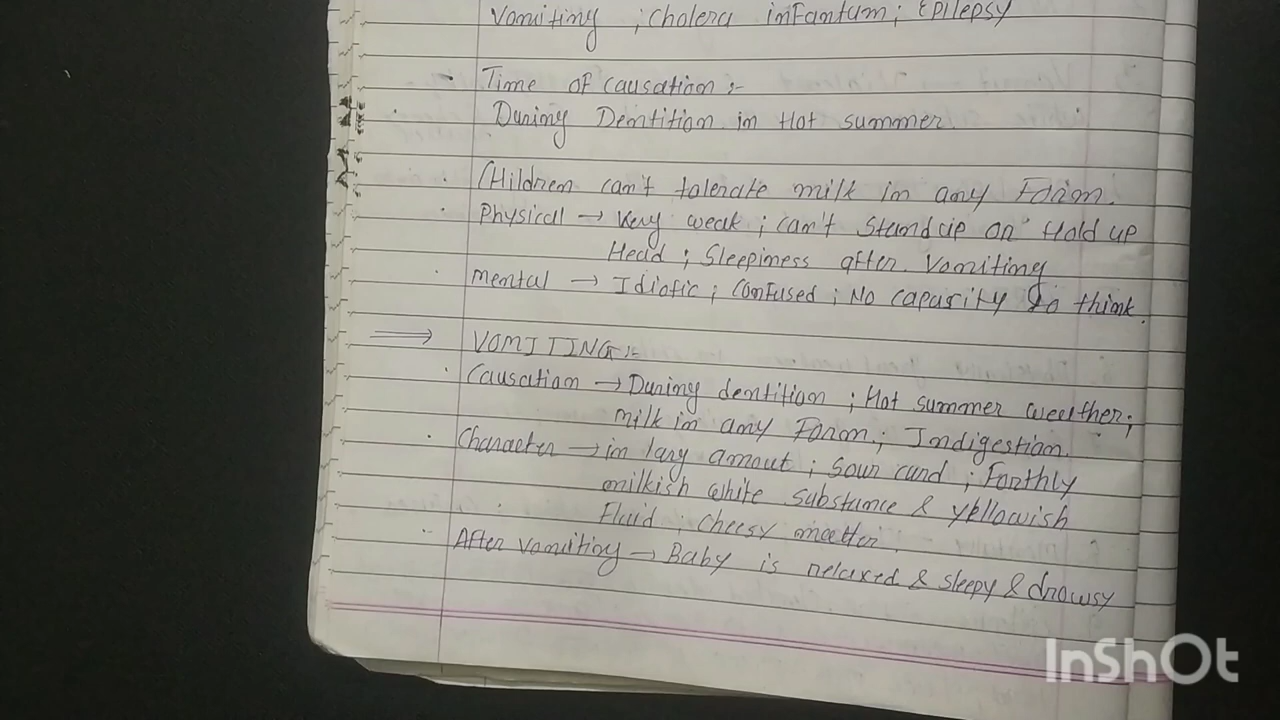 Vomiting ; cholera infantum ; Epilepsy
Time of causation :-
During Dentition in Hot summer.
Children can't tolerate milk in any Form.
Physical → Very weak ; can't stand up or Hold up
Head ; Sleepiness after vomiting
mental → Idiotic ; confused ; No capacity to think.
⟹ VOMITING :-
Causation → During dentition ; Hot summer weather ;
milk in any Form ; Indigestion.
Character → in larg amout ; sour curd ; Forthly
milkish white substance & yellowish
Fluid ; cheesy matter.
After vomiting → Baby is relaxed & sleepy & drowsy
InShOt